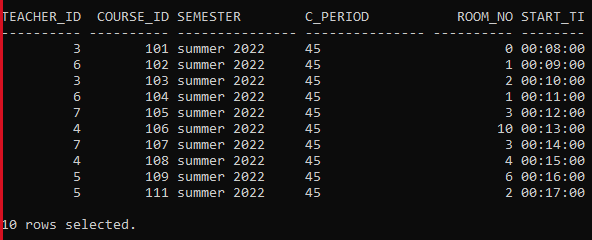 TEACHER_ID  COURSE_ID SEMESTER        C_PERIOD           ROOM_NO START_TI
---------- ---------- --------------- --------------- ---------- --------
         3        101 summer 2022     45                       0 00:08:00
         6        102 summer 2022     45                       1 00:09:00
         3        103 summer 2022     45                       2 00:10:00
         6        104 summer 2022     45                       1 00:11:00
         7        105 summer 2022     45                       3 00:12:00
         4        106 summer 2022     45                      10 00:13:00
         7        107 summer 2022     45                       3 00:14:00
         4        108 summer 2022     45                       4 00:15:00
         5        109 summer 2022     45                       6 00:16:00
         5        111 summer 2022     45                       2 00:17:00
10 rows selected.